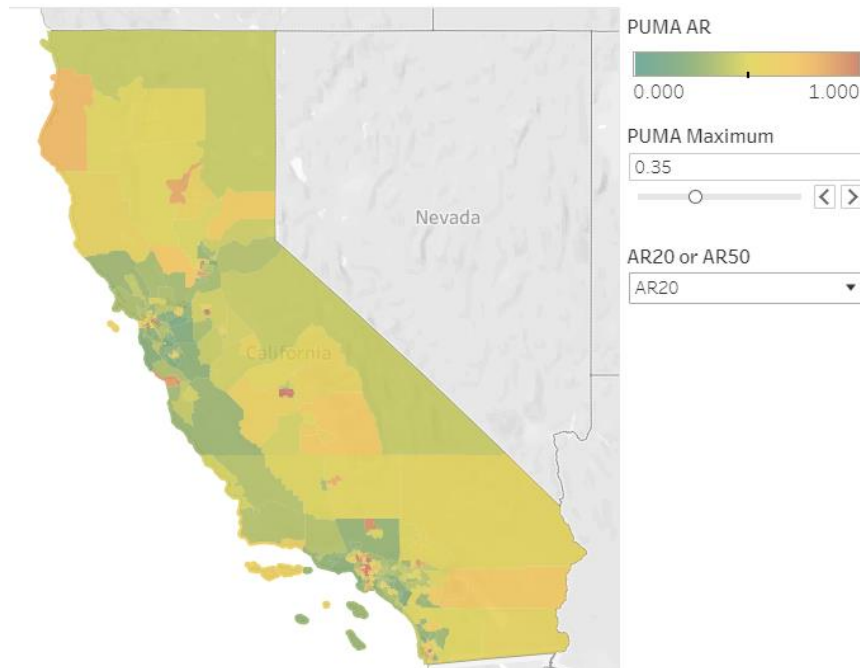 PUMA AR
0.000 1.000
PUMA Maximum
0.35
Nevada
AR20 or AR50
AR20
California